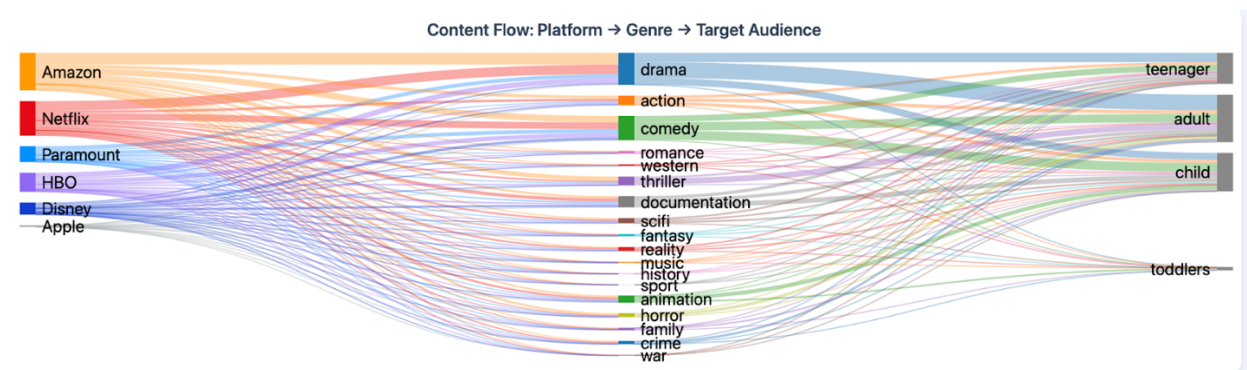 Content Flow: Platform → Genre → Target Audience
Amazon
Netflix
Paramount
HBO
Disney
Apple
drama
action
comedy
romance
western
thriller
documentation
scifi
fantasy
reality
music
history
sport
animation
horror
family
crime
war
teenager
adult
child
toddlers